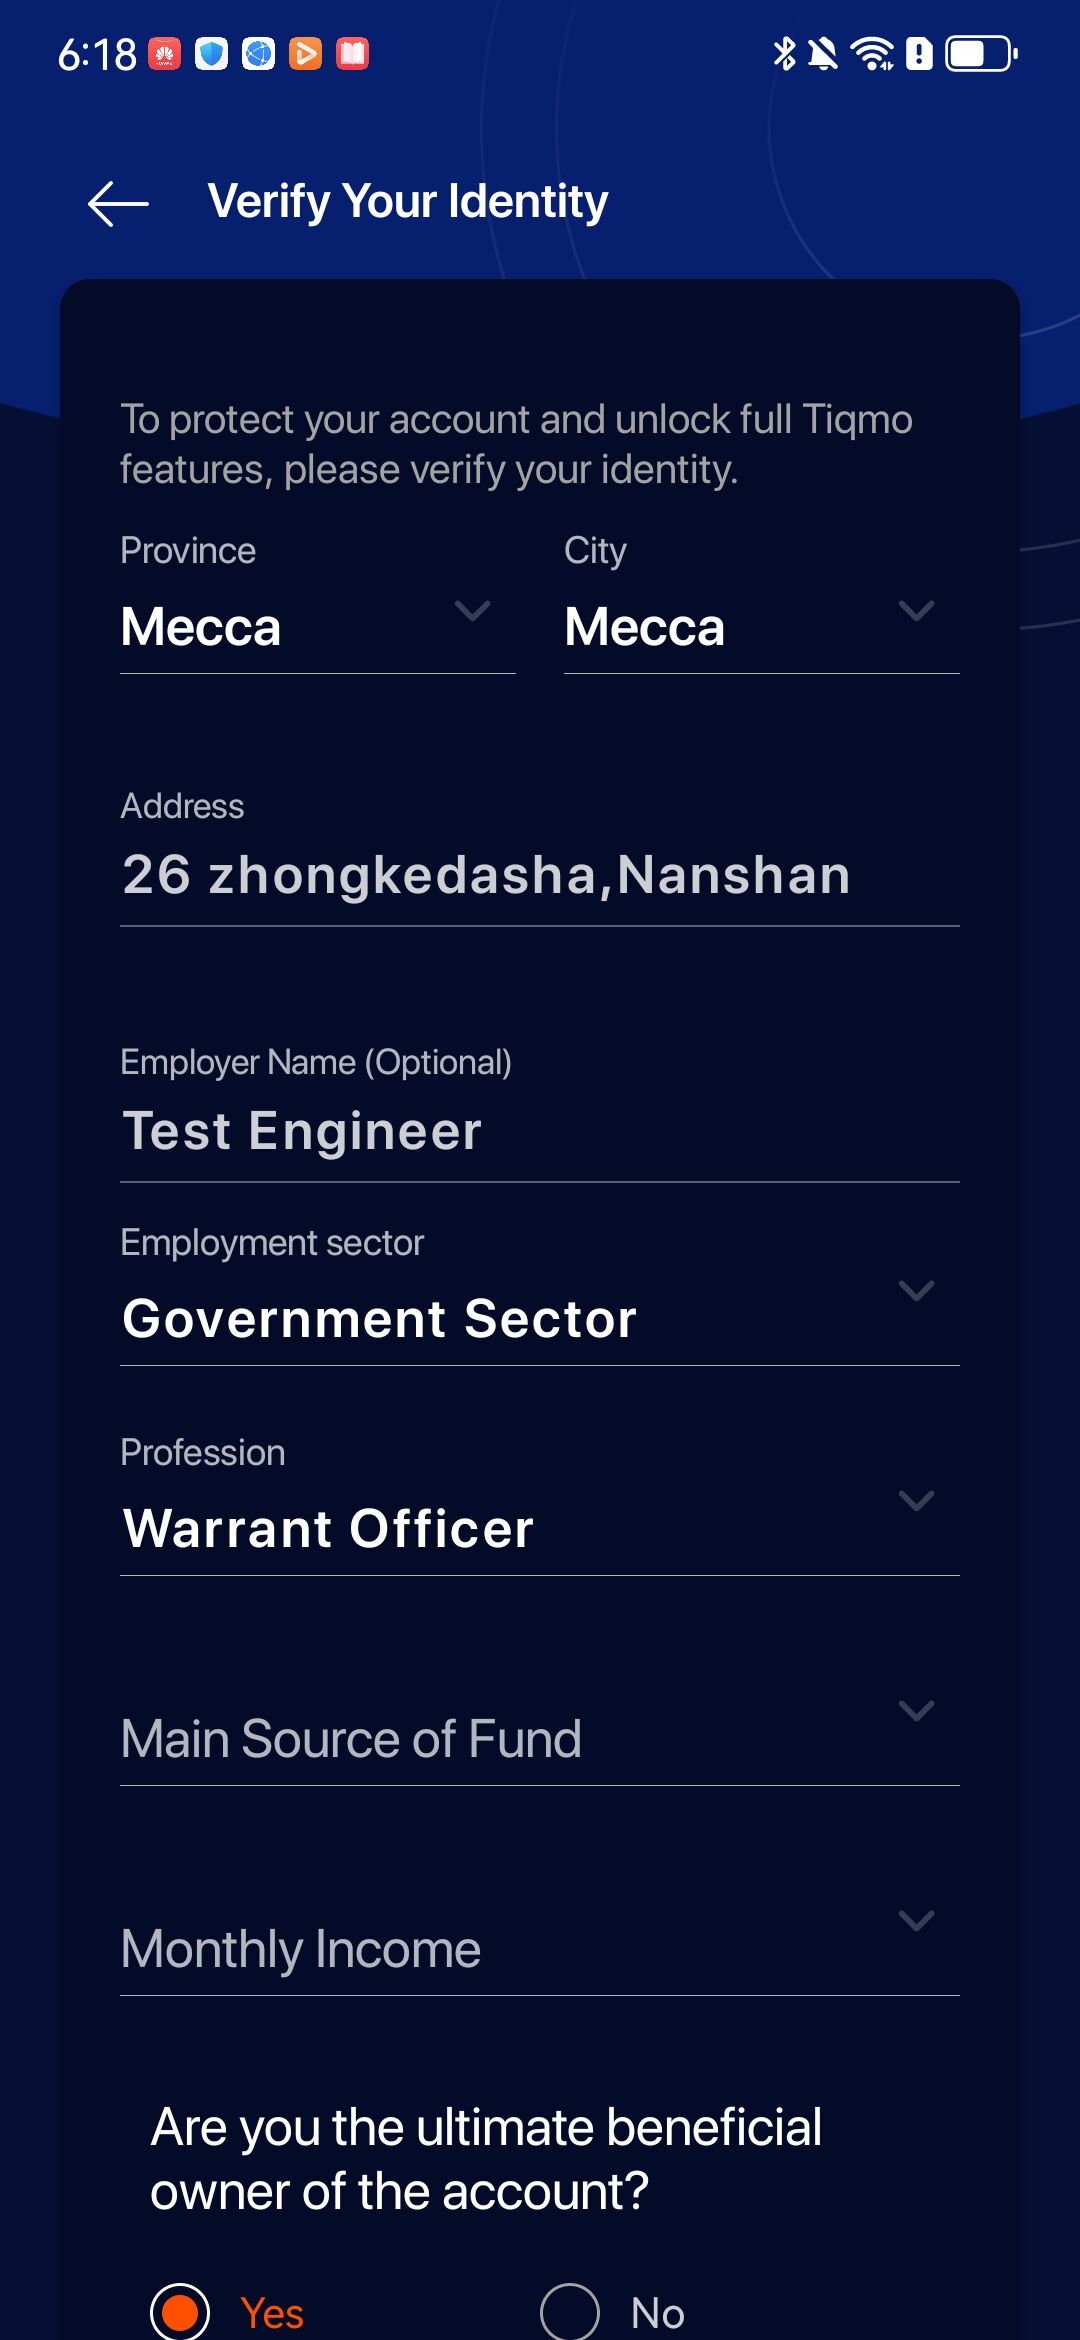 6:18
Verify Your Identity
To protect your account and unlock full Tiqmo
features, please verify your identity.
Province City
Mecca Mecca
Address
26 zhongkedasha,Nanshan
Employer Name (Optional)
Test Engineer
Employment sector
Government Sector
Profession
Warrant Officer
Main Source of Fund
Monthly Income
Are you the ultimate beneficial
owner of the account?
Yes No